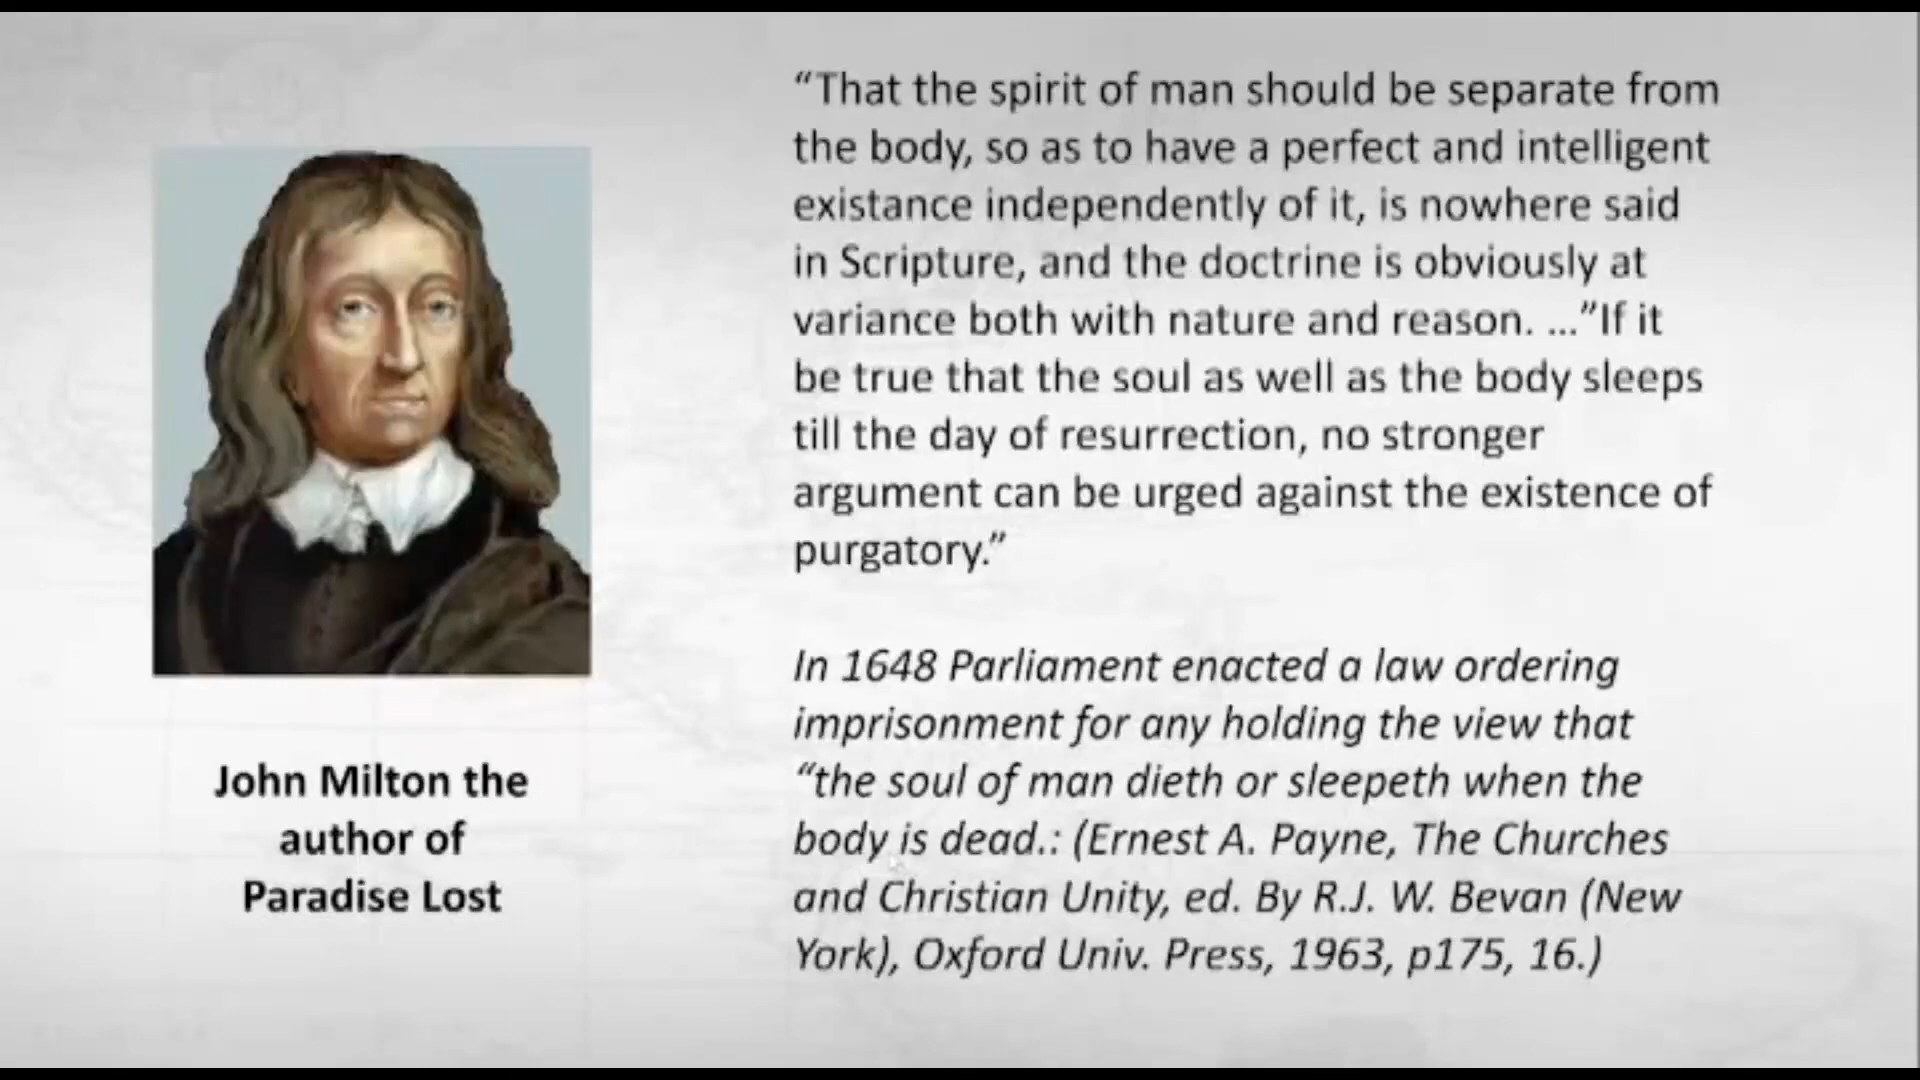 “That the spirit of man should be separate from
the body, so as to have a perfect and intelligent
existance independently of it, is nowhere said
in Scripture, and the doctrine is obviously at
variance both with nature and reason. ...”If it
be true that the soul as well as the body sleeps
till the day of resurrection, no stronger
argument can be urged against the existence of
purgatory.”
In 1648 Parliament enacted a law ordering
imprisonment for any holding the view that
“the soul of man dieth or sleepeth when the
body is dead.: (Ernest A. Payne, The Churches
and Christian Unity, ed. By R.J. W. Bevan (New
York), Oxford Univ. Press, 1963, p175, 16.)
John Milton the
author of
Paradise Lost